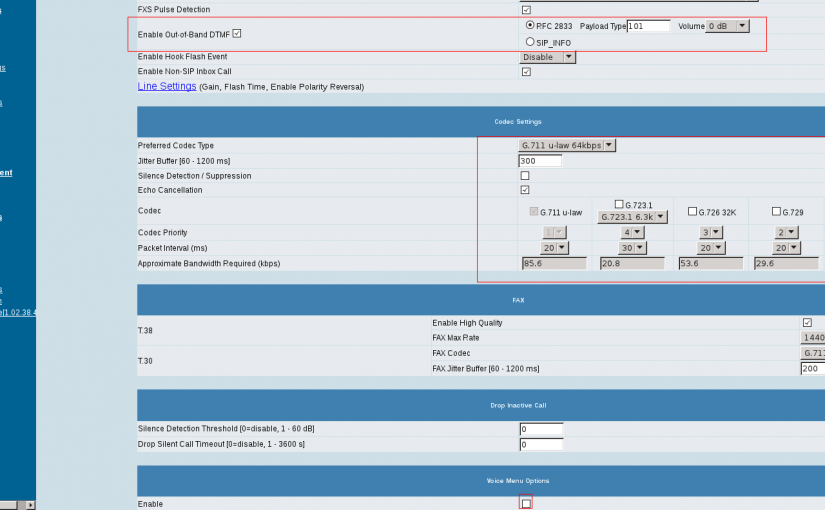 FXS Pulse Detection
Enable Out-of-Band DTMF
RFC 2833 Payload Type 101 Volume 0 dB
SIP_INFO
Enable Hook Flash Event Disable
Enable Non-SIP Inbox Call
Line Settings (Gain, Flash Time, Enable Polarity Reversal)
Codec Settings
Preferred Codec Type G.711 u-law 64kbps
Jitter Buffer [60 - 1200 ms] 300
Silence Detection / Suppression
Echo Cancellation
Codec G.711 u-law G.723.1 G.723.1 6.3k G.726 32K G.729
Codec Priority 1 4 3 2
Packet Interval (ms) 20 30 20 20
Approximate Bandwidth Required (kbps) 85.6 20.8 53.6 29.6
FAX
T.38 Enable High Quality
FAX Max Rate 1440
T.30 FAX Codec G.711
FAX Jitter Buffer [60 - 1200 ms] 200
Drop Inactive Call
Silence Detection Threshold [0=disable, 1 - 60 dB] 0
Drop Silent Call Timeout [0=disable, 1 - 3600 s] 0
Voice Menu Options
Enable
ent
[1.02.38.4